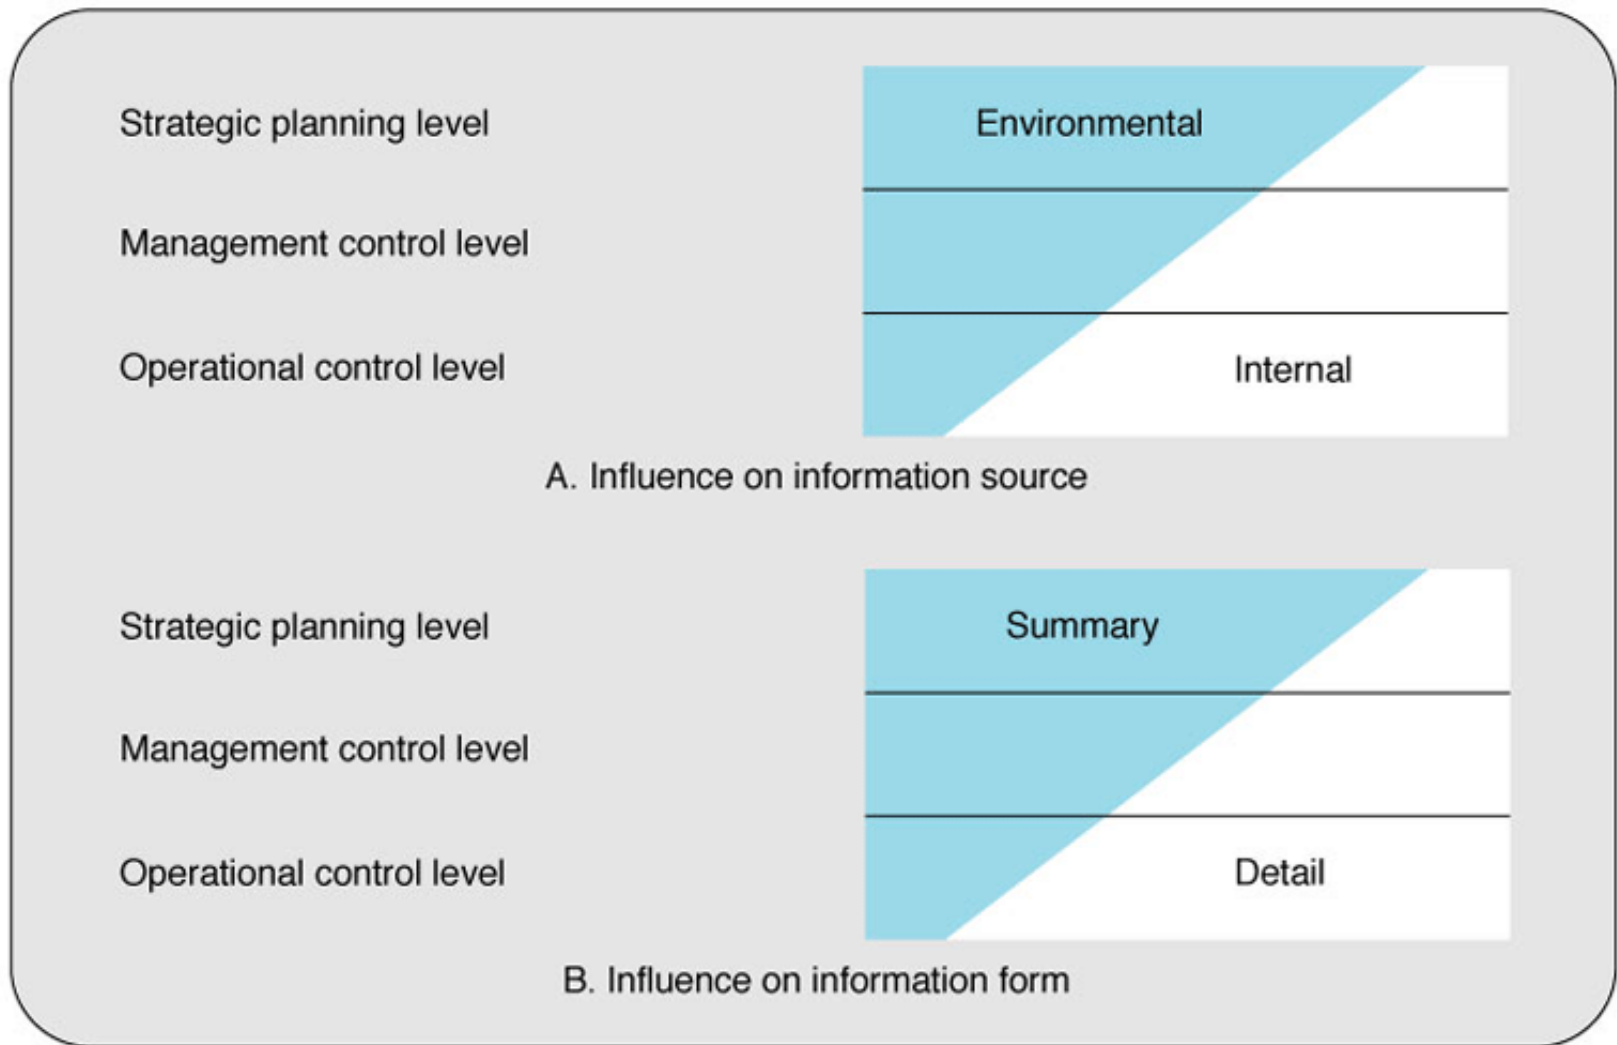 Strategic planning level
Environmental
Management control level
Operational control level
Internal
A. Influence on information source
Strategic planning level
Summary
Management control level
Operational control level
Detail
B. Influence on information form